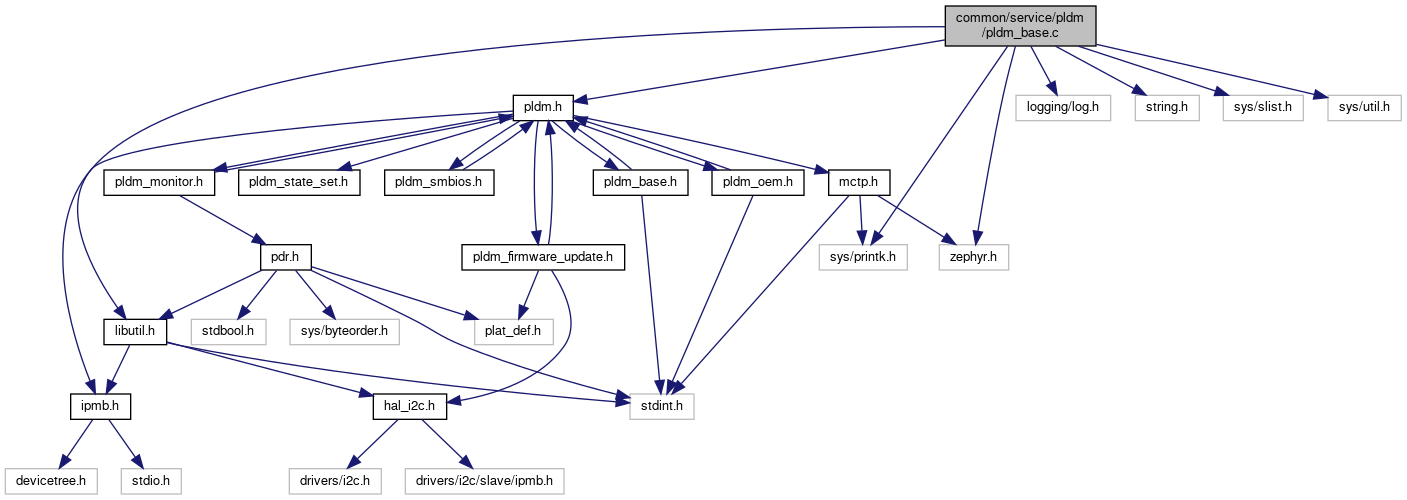 common/service/pldm
/pldm_base.c
pldm.h
logging/log.h
string.h
sys/slist.h
sys/util.h
pldm_monitor.h
pldm_state_set.h
pldm_smbios.h
pldm_base.h
pldm_oem.h
mctp.h
pdr.h
pldm_firmware_update.h
sys/printk.h
zephyr.h
libutil.h
stdbool.h
sys/byteorder.h
plat_def.h
ipmb.h
hal_i2c.h
stdint.h
devicetree.h
stdio.h
drivers/i2c.h
drivers/i2c/slave/ipmb.h